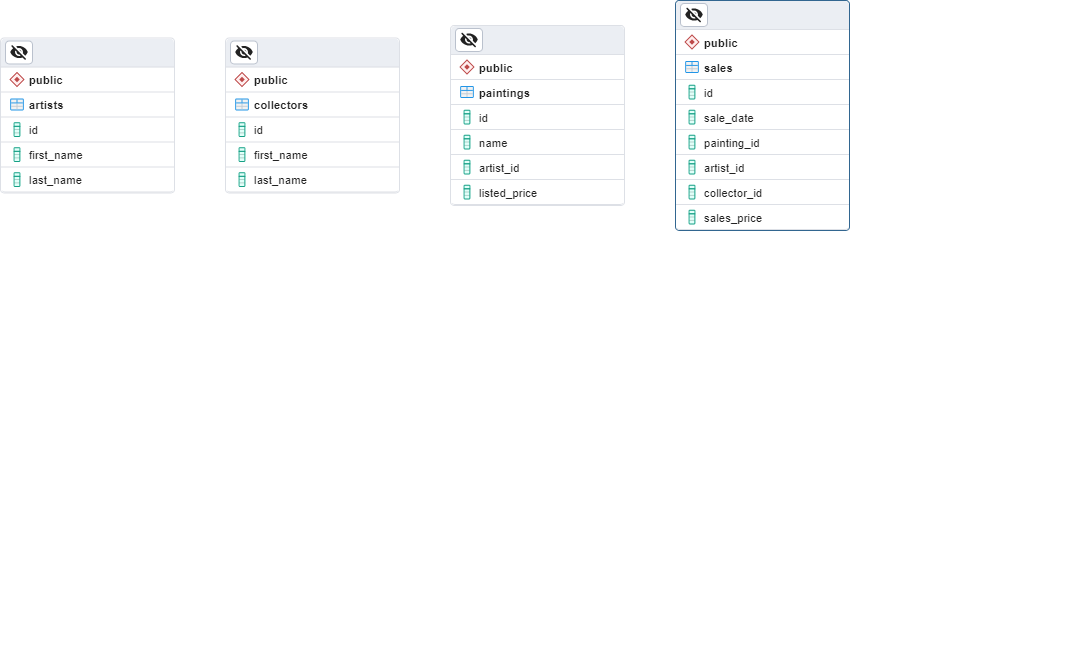 public
artists
id
first_name
last_name
public
collectors
id
first_name
last_name
public
paintings
id
name
artist_id
listed_price
public
sales
id
sale_date
painting_id
artist_id
collector_id
sales_price